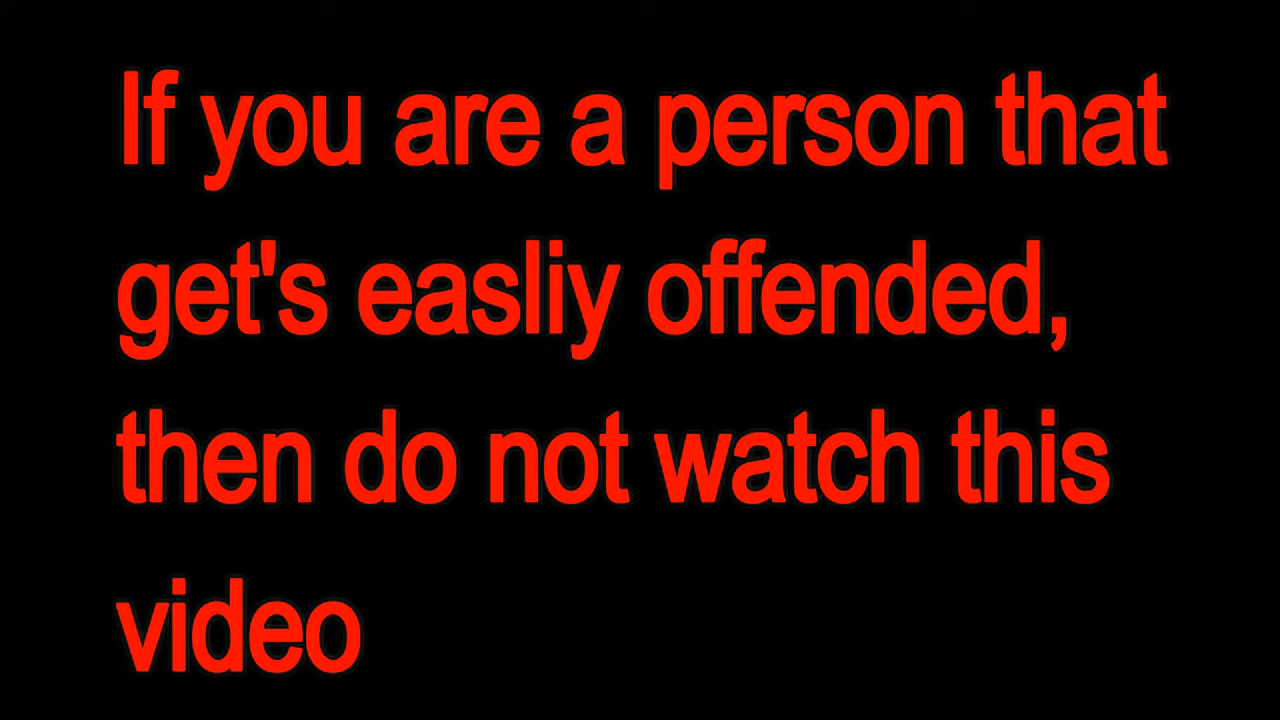 If you are a person that
get's easliy offended,
then do not watch this
video